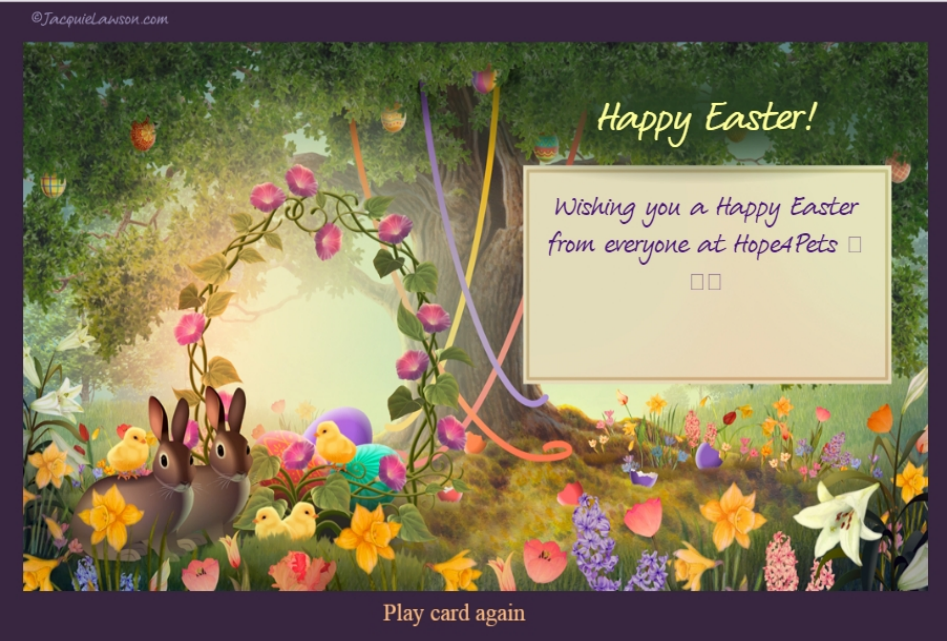 ©JacquieLawson.com
Happy Easter!
Wishing you a Happy Easter
from everyone at Hope4Pets □
□□
Play card again